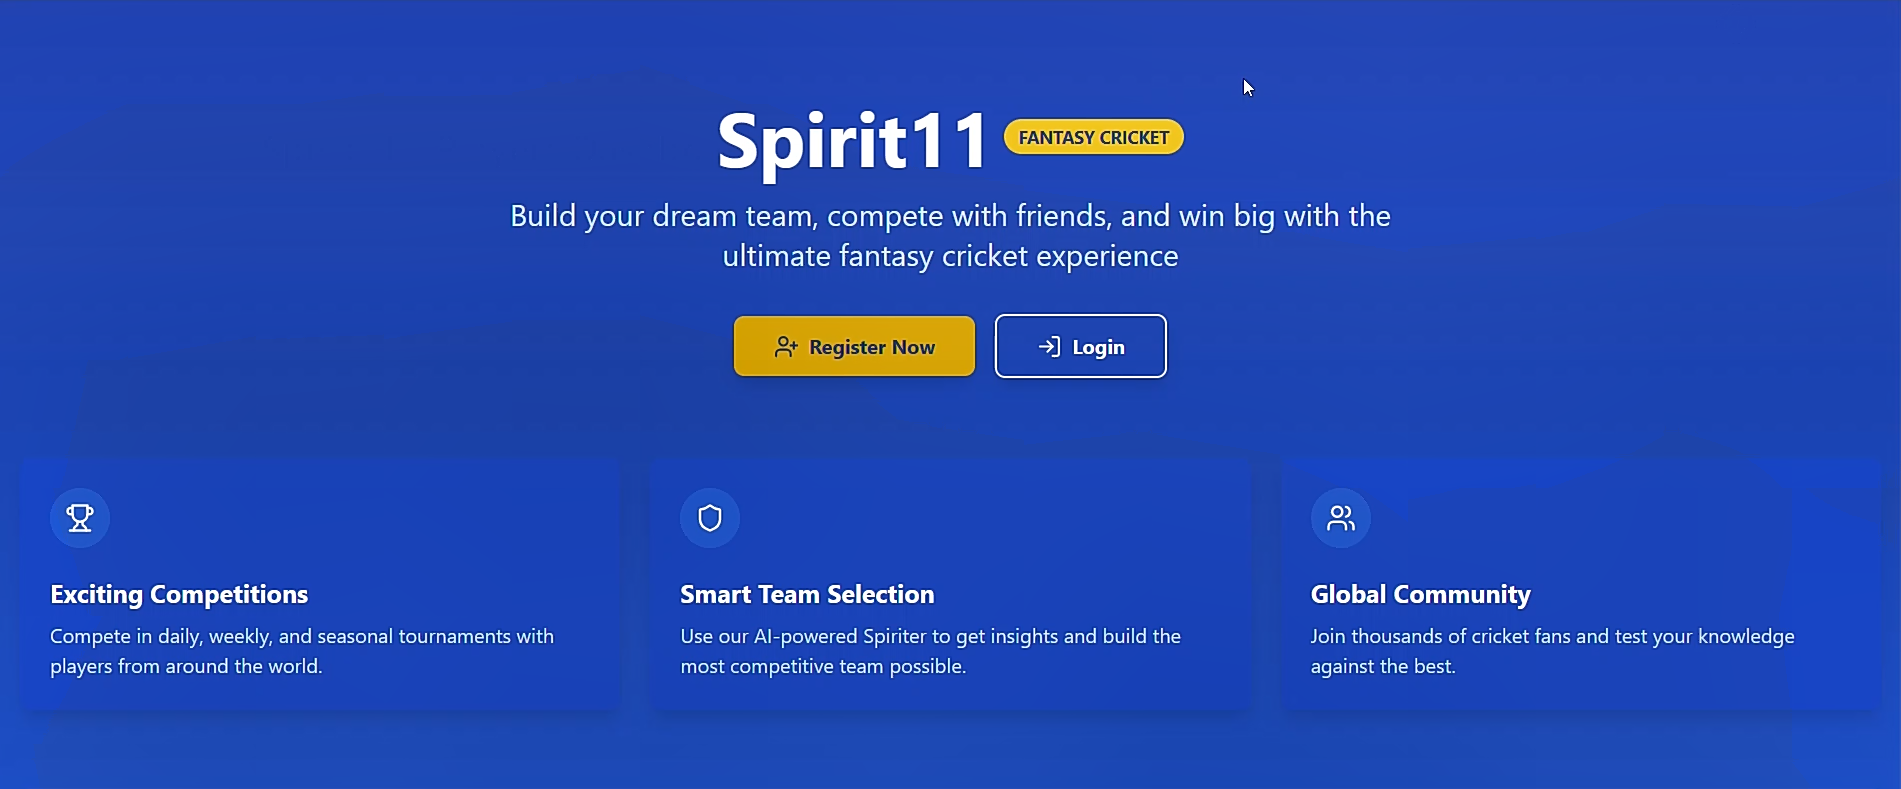 Spirit11 FANTASY CRICKET
Build your dream team, compete with friends, and win big with the
ultimate fantasy cricket experience
Register Now
Login
Exciting Competitions
Compete in daily, weekly, and seasonal tournaments with
players from around the world.
Smart Team Selection
Use our AI-powered Spiriter to get insights and build the
most competitive team possible.
Global Community
Join thousands of cricket fans and test your knowledge
against the best.